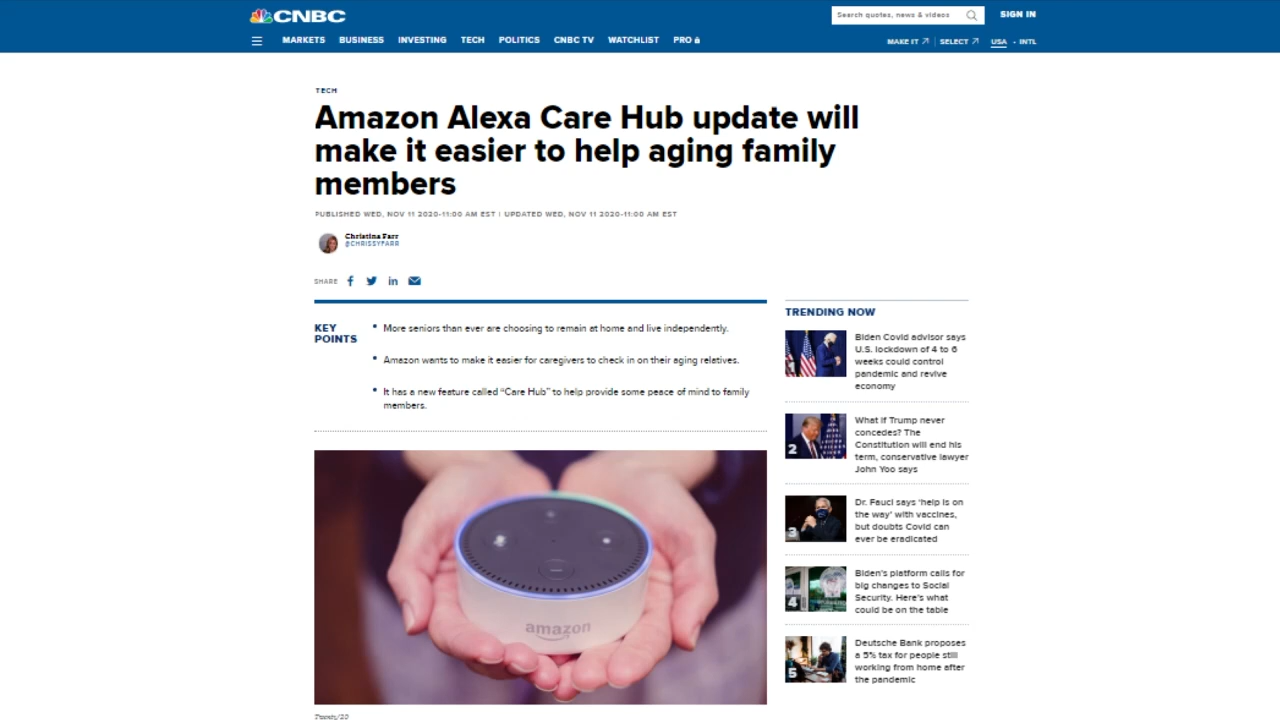 CNBC
Search quotes, news & videos
SIGN IN
MARKETS BUSINESS INVESTING TECH POLITICS CNBC TV WATCHLIST PRO
MAKE IT SELECT USA • INTL
TECH
Amazon Alexa Care Hub update will
make it easier to help aging family
members
PUBLISHED WED, NOV 11 2020-11:00 AM EST | UPDATED WED, NOV 11 2020-11:00 AM EST
Christina Farr
@CHRISSYFARR
SHARE
KEY
POINTS
• More seniors than ever are choosing to remain at home and live independently.
• Amazon wants to make it easier for caregivers to check in on their aging relatives.
• It has a new feature called “Care Hub” to help provide some peace of mind to family
members.
amazon
TRENDING NOW
1
Biden Covid advisor says
U.S. lockdown of 4 to 6
weeks could control
pandemic and revive
economy
2
What if Trump never
concedes? The
Constitution will end his
term, conservative lawyer
John Yoo says
3
Dr. Fauci says ‘help is on
the way’ with vaccines,
but doubts Covid can
ever be eradicated
4
Biden’s platform calls for
big changes to Social
Security. Here’s what
could be on the table
5
Deutsche Bank proposes
a 5% tax for people still
working from home after
the pandemic